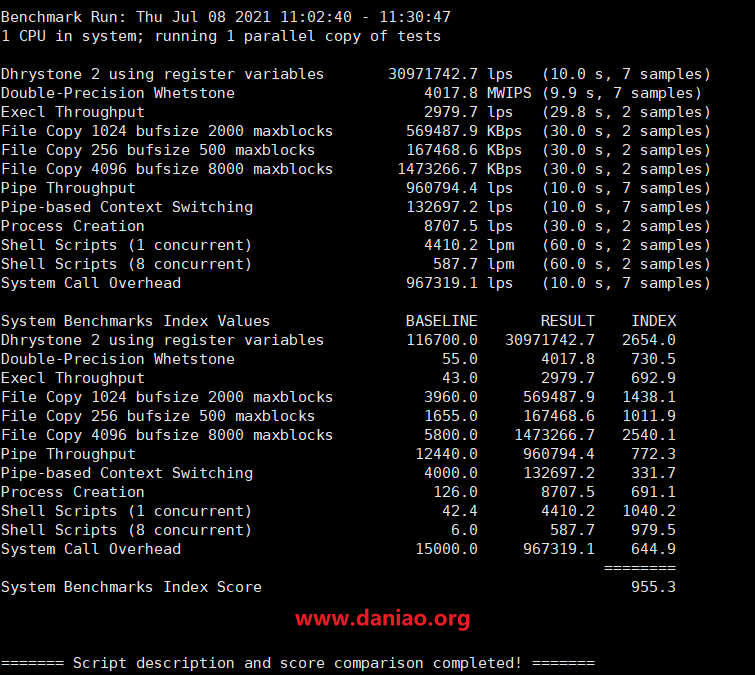 Benchmark Run: Thu Jul 08 2021 11:02:40 - 11:30:47
1 CPU in system; running 1 parallel copy of tests
Dhrystone 2 using register variables 30971742.7 lps (10.0 s, 7 samples)
Double-Precision Whetstone 4017.8 MWIPS (9.9 s, 7 samples)
Execl Throughput 2979.7 lps (29.8 s, 2 samples)
File Copy 1024 bufsize 2000 maxblocks 569487.9 KBps (30.0 s, 2 samples)
File Copy 256 bufsize 500 maxblocks 167468.6 KBps (30.0 s, 2 samples)
File Copy 4096 bufsize 8000 maxblocks 1473266.7 KBps (30.0 s, 2 samples)
Pipe Throughput 960794.4 lps (10.0 s, 7 samples)
Pipe-based Context Switching 132697.2 lps (10.0 s, 7 samples)
Process Creation 8707.5 lps (30.0 s, 2 samples)
Shell Scripts (1 concurrent) 4410.2 lpm (60.0 s, 2 samples)
Shell Scripts (8 concurrent) 587.7 lpm (60.0 s, 2 samples)
System Call Overhead 967319.1 lps (10.0 s, 7 samples)
System Benchmarks Index Values BASELINE RESULT INDEX
Dhrystone 2 using register variables 116700.0 30971742.7 2654.0
Double-Precision Whetstone 55.0 4017.8 730.5
Execl Throughput 43.0 2979.7 692.9
File Copy 1024 bufsize 2000 maxblocks 3960.0 569487.9 1438.1
File Copy 256 bufsize 500 maxblocks 1655.0 167468.6 1011.9
File Copy 4096 bufsize 8000 maxblocks 5800.0 1473266.7 2540.1
Pipe Throughput 12440.0 960794.4 772.3
Pipe-based Context Switching 4000.0 132697.2 331.7
Process Creation 126.0 8707.5 691.1
Shell Scripts (1 concurrent) 42.4 4410.2 1040.2
Shell Scripts (8 concurrent) 6.0 587.7 979.5
System Call Overhead 15000.0 967319.1 644.9
========
System Benchmarks Index Score 955.3
www.daniao.org
======= Script description and score comparison completed! =======